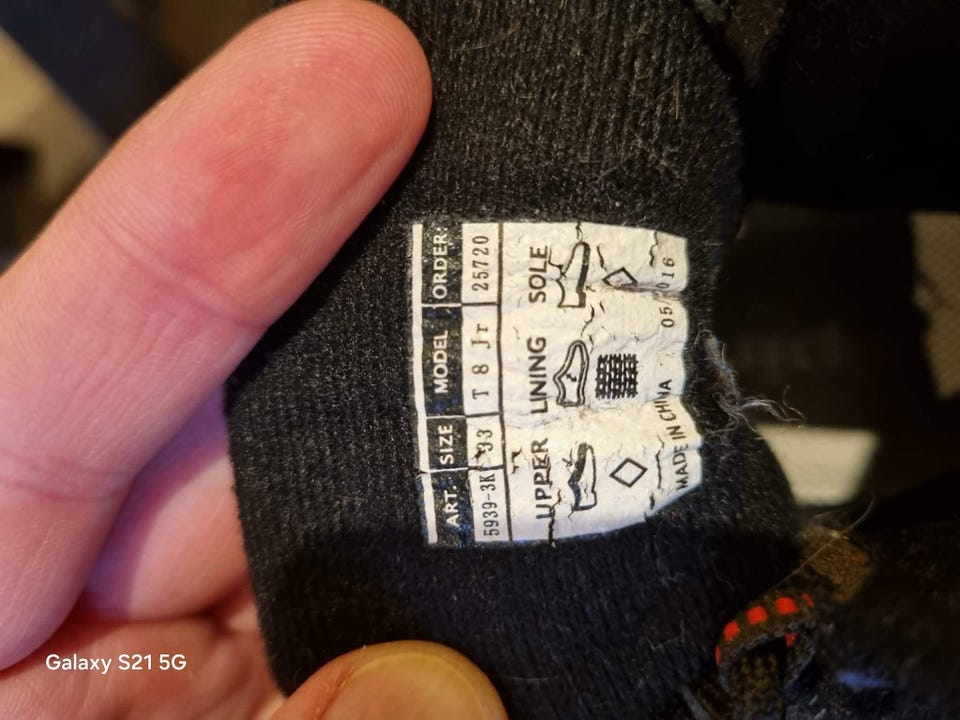 ART. SIZE MODEL ORDER:
5939-3K 33 T 8 Jr 25720
UPPER LINING SOLE
MADE IN CHINA 05/2016
Galaxy S21 5G